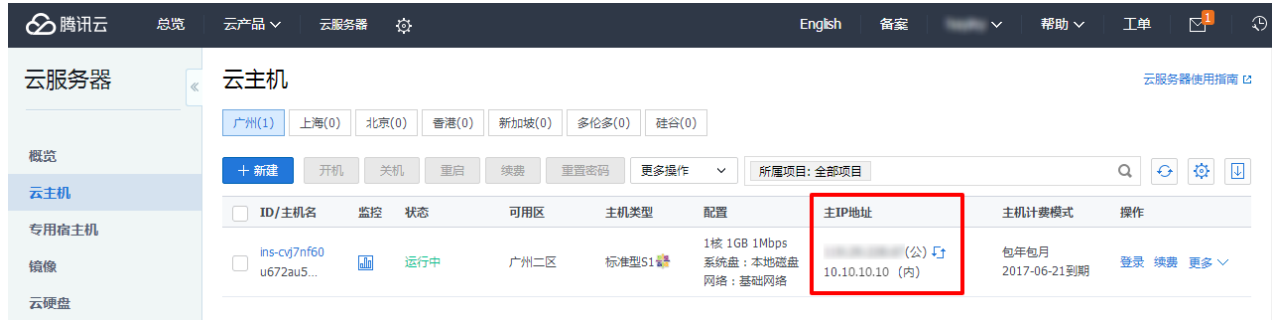 腾讯云 总览 云产品 云服务器 English 备案 帮助 工单 1
云服务器
云主机
云服务器使用指南
广州(1) 上海(0) 北京(0) 香港(0) 新加坡(0) 多伦多(0) 硅谷(0)
概览
云主机
专用宿主机
镜像
云硬盘
+ 新建 开机 关机 重启 续费 重置密码 更多操作 所属项目: 全部项目
ID/主机名 监控 状态 可用区 主机类型 配置 主IP地址 主机计费模式 操作
ins-cvj7nf60
u672au5...
运行中
广州二区
标准型S1
1核 1GB 1Mbps
系统盘：本地磁盘
网络：基础网络
(公)
10.10.10.10 (内)
包年包月
2017-06-21到期
登录 续费 更多